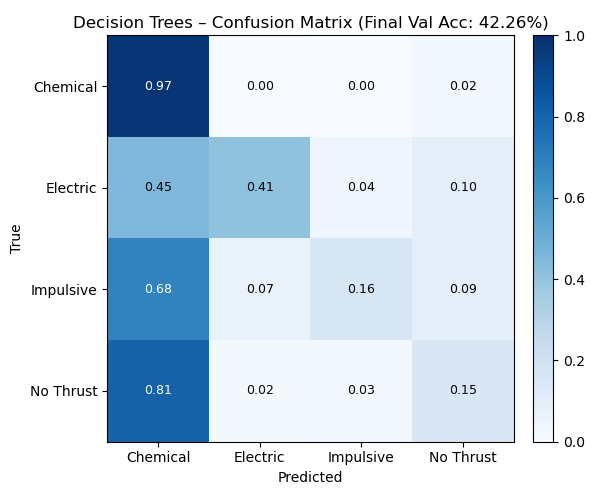 Decision Trees – Confusion Matrix (Final Val Acc: 42.26%)
True
Chemical 0.97 0.00 0.00 0.02
Electric 0.45 0.41 0.04 0.10
Impulsive 0.68 0.07 0.16 0.09
No Thrust 0.81 0.02 0.03 0.15
Chemical Electric Impulsive No Thrust
Predicted
1.0
0.8
0.6
0.4
0.2
0.0